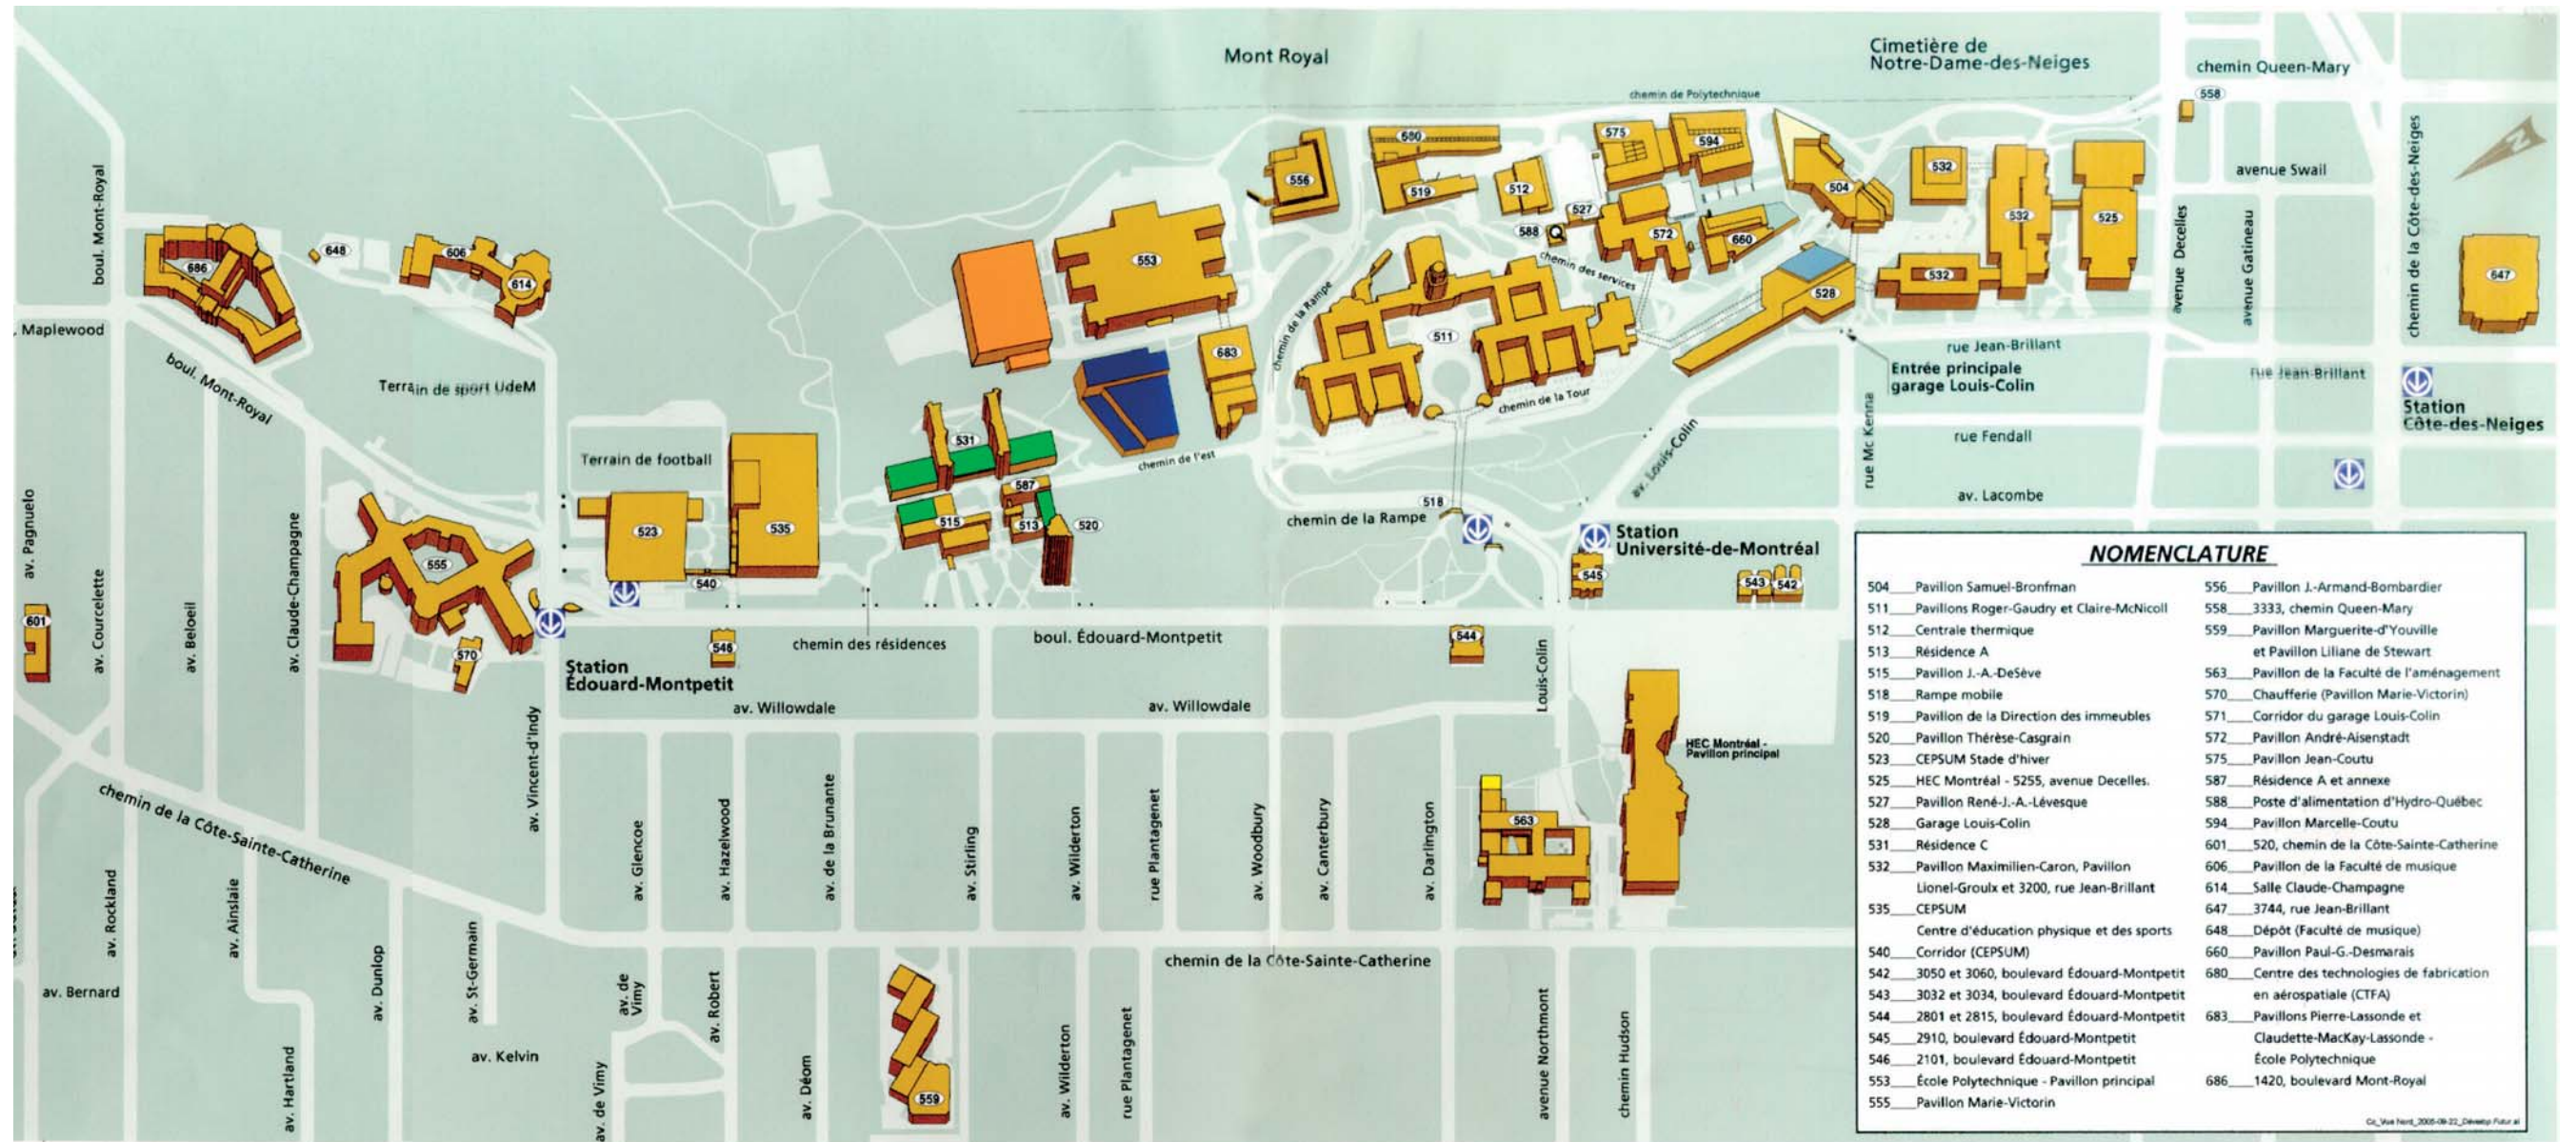 Mont Royal
Cimetière de
Notre-Dame-des-Neiges
chemin Queen-Mary
chemin de Polytechnique
558
680
575
594
556
519
512
504
532
532
525
avenue Swail
527
588
572
660
boul. Mont-Royal
686
648
606
614
553
chemin des services
532
528
avenue Decelles
avenue Gatineau
chemin de la Côte-des-Neiges
647
Maplewood
chemin de la Rampe
511
683
rue Jean-Brillant
Entrée principale
garage Louis-Colin
rue Jean-Brillant
Station
Côte-des-Neiges
boul. Mont-Royal
Terrain de sport UdeM
chemin de la Tour
rue Mc Kenna
rue Fendall
Terrain de football
531
chemin de l'est
av. Louis-Colin
av. Lacombe
587
518
chemin de la Rampe
av. Pagnuelo
av. Courcelette
av. Beloeil
av. Claude-Champagne
523
535
515
513
520
Station
Université-de-Montréal
555
540
545
543
542
601
570
546
chemin des résidences
boul. Édouard-Montpetit
544
Station
Édouard-Montpetit
av. Willowdale
av. Willowdale
Louis-Colin
HEC Montréal -
Pavillon principal
av. Vincent-d'Indy
chemin de la Côte-Sainte-Catherine
av. Glencoe
av. Hazelwood
av. de la Brunante
av. Stirling
av. Wilderton
rue Plantagenet
av. Woodbury
av. Canterbury
av. Darlington
563
av. Rockland
av. Ainslaie
av. Dunlop
av. St-Germain
av. de
Vimy
av. Robert
chemin de la Côte-Sainte-Catherine
av. Bernard
av. Hartland
av. Kelvin
av. de Vimy
av. Déom
559
av. Wilderton
rue Plantagenet
avenue Northmont
chemin Hudson
NOMENCLATURE
504 Pavillon Samuel-Bronfman
511 Pavillons Roger-Gaudry et Claire-McNicoll
512 Centrale thermique
513 Résidence A
515 Pavillon J.-A.-DeSève
518 Rampe mobile
519 Pavillon de la Direction des immeubles
520 Pavillon Thérèse-Casgrain
523 CEPSUM Stade d'hiver
525 HEC Montréal - 5255, avenue Decelles.
527 Pavillon René-J.-A.-Lévesque
528 Garage Louis-Colin
531 Résidence C
532 Pavillon Maximilien-Caron, Pavillon
Lionel-Groulx et 3200, rue Jean-Brillant
535 CEPSUM
Centre d'éducation physique et des sports
540 Corridor (CEPSUM)
542 3050 et 3060, boulevard Édouard-Montpetit
543 3032 et 3034, boulevard Édouard-Montpetit
544 2801 et 2815, boulevard Édouard-Montpetit
545 2910, boulevard Édouard-Montpetit
546 2101, boulevard Édouard-Montpetit
553 École Polytechnique - Pavillon principal
555 Pavillon Marie-Victorin
556 Pavillon J.-Armand-Bombardier
558 3333, chemin Queen-Mary
559 Pavillon Marguerite-d'Youville
et Pavillon Liliane de Stewart
563 Pavillon de la Faculté de l'aménagement
570 Chaufferie (Pavillon Marie-Victorin)
571 Corridor du garage Louis-Colin
572 Pavillon André-Aisenstadt
575 Pavillon Jean-Coutu
587 Résidence A et annexe
588 Poste d'alimentation d'Hydro-Québec
594 Pavillon Marcelle-Coutu
601 520, chemin de la Côte-Sainte-Catherine
606 Pavillon de la Faculté de musique
614 Salle Claude-Champagne
647 3744, rue Jean-Brillant
648 Dépôt (Faculté de musique)
660 Pavillon Paul-G.-Desmarais
680 Centre des technologies de fabrication
en aérospatiale (CTFA)
683 Pavillons Pierre-Lassonde et
Claudette-MacKay-Lassonde -
École Polytechnique
686 1420, boulevard Mont-Royal